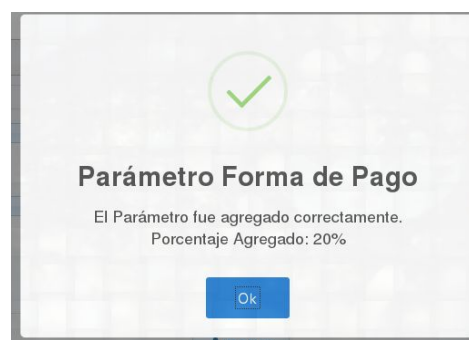 Parámetro Forma de Pago
El Parámetro fue agregado correctamente.
Porcentaje Agregado: 20%
Ok